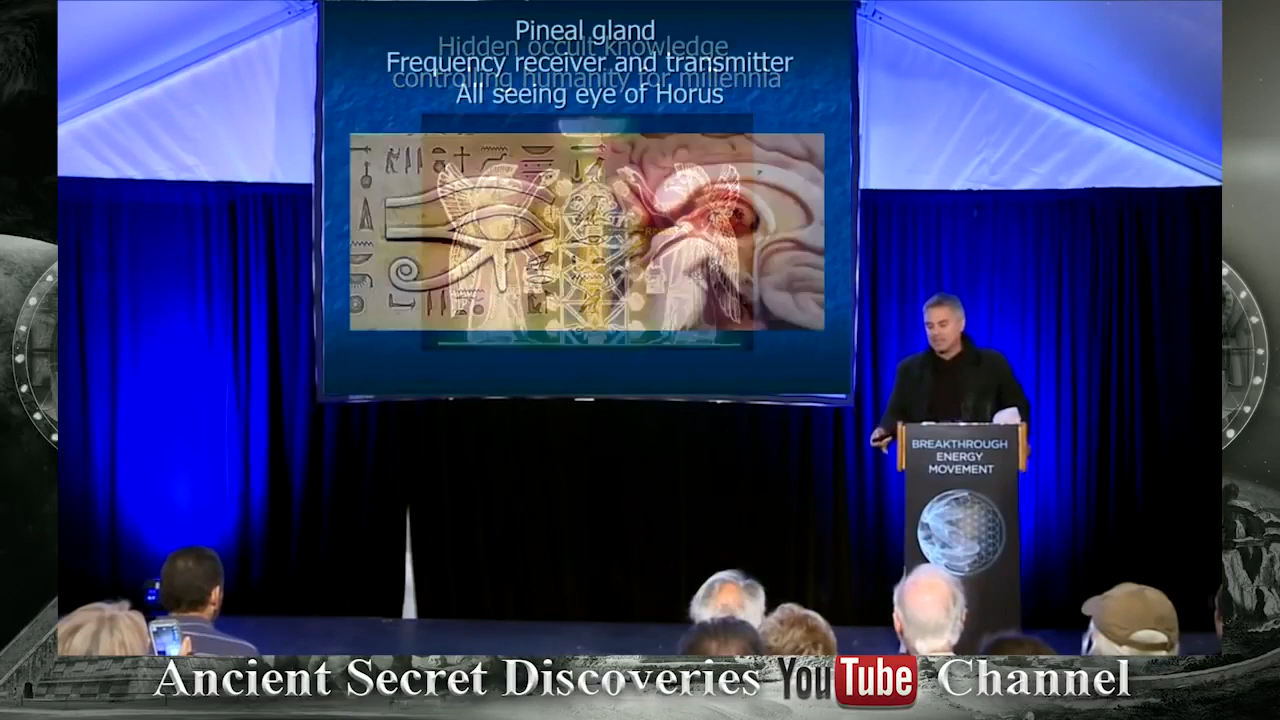 Pineal gland
Hidden occult knowledge
Frequency receiver and transmitter
controlling humanity for millennia
All seeing eye of Horus
BREAKTHROUGH
ENERGY
MOVEMENT
Ancient Secret Discoveries YouTube Channel